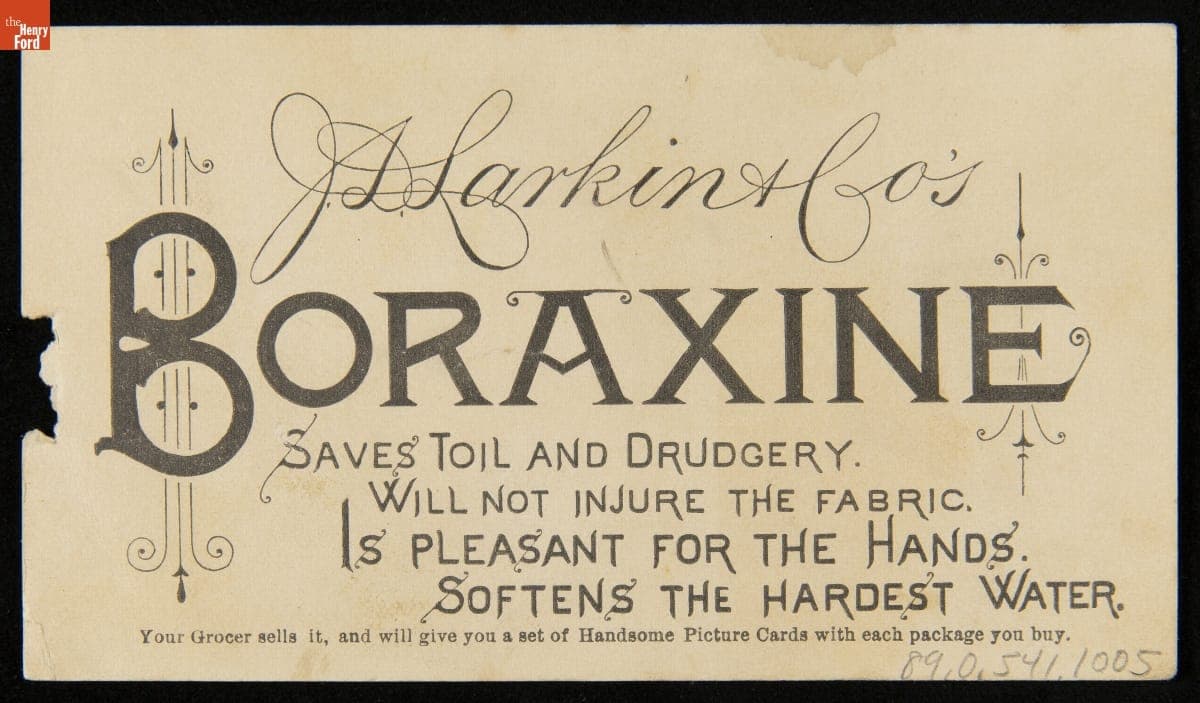 the
Henry
Ford
J.D. Larkin & Co's
BORAXINE
SAVES TOIL AND DRUDGERY.
WILL NOT INJURE THE FABRIC.
IS PLEASANT FOR THE HANDS.
SOFTENS THE HARDEST WATER.
Your Grocer sells it, and will give you a set of Handsome Picture Cards with each package you buy.
89.0.541.1005